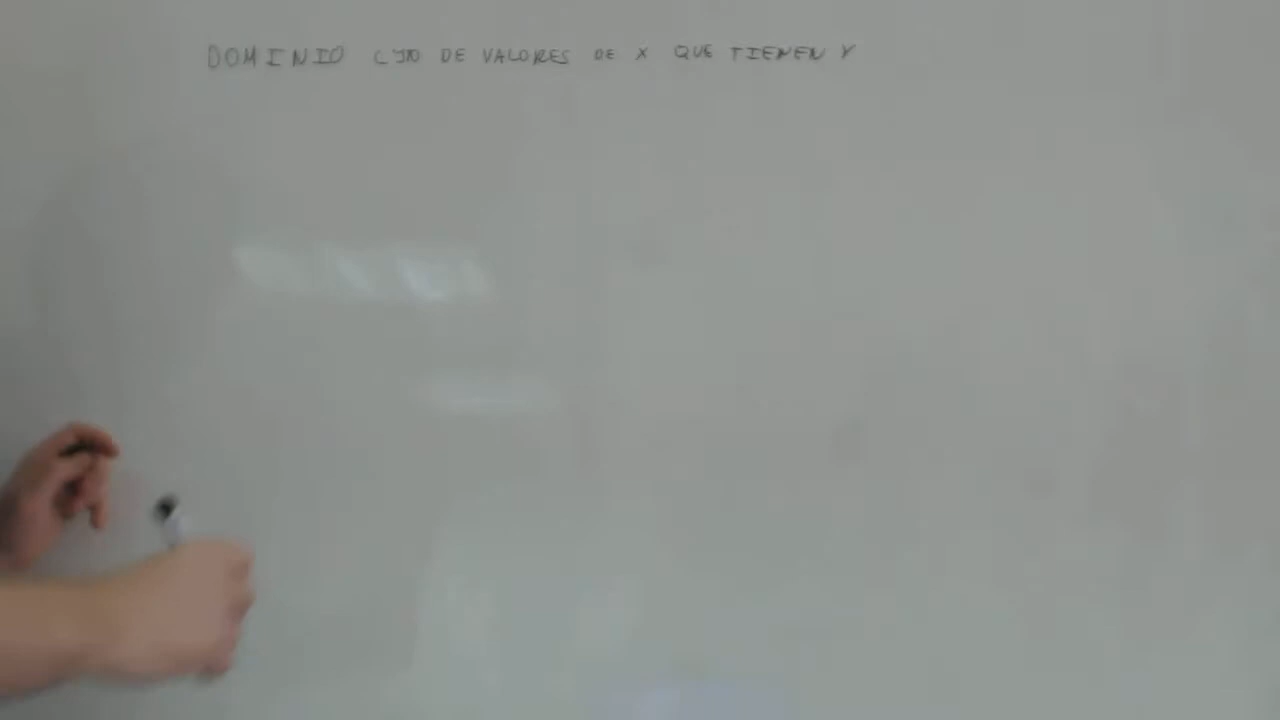 DOMINIO CJTO DE VALORES DE X QUE TIENEN Y